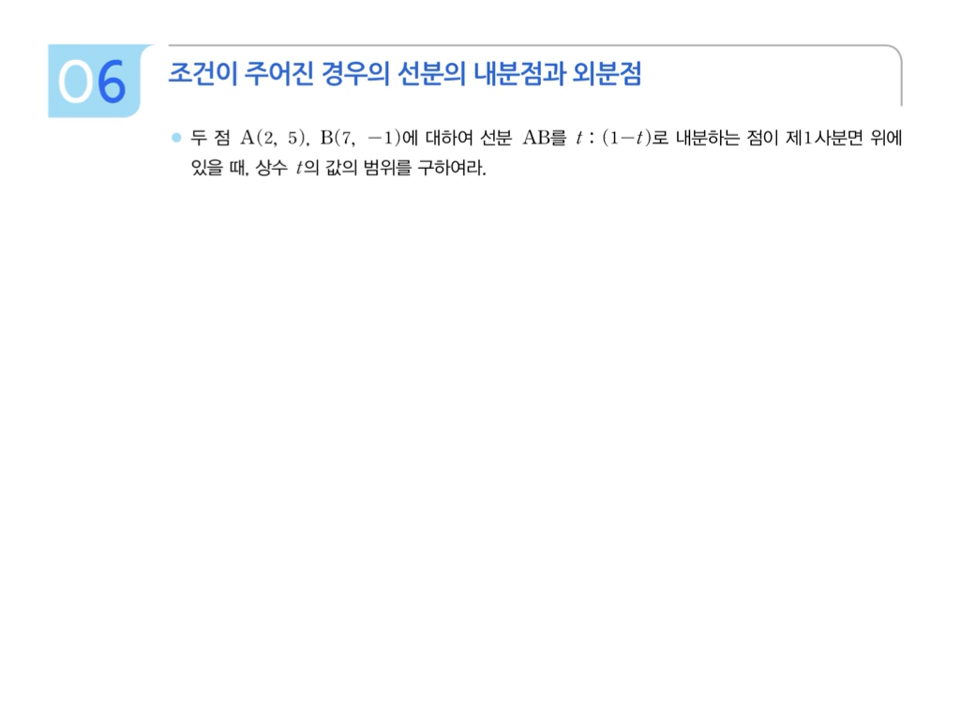 06 조건이 주어진 경우의 선분의 내분점과 외분점
● 두 점 A(2, 5), B(7, −1)에 대하여 선분 AB를 t : (1−t)로 내분하는 점이 제1사분면 위에
있을 때, 상수 t의 값의 범위를 구하여라.